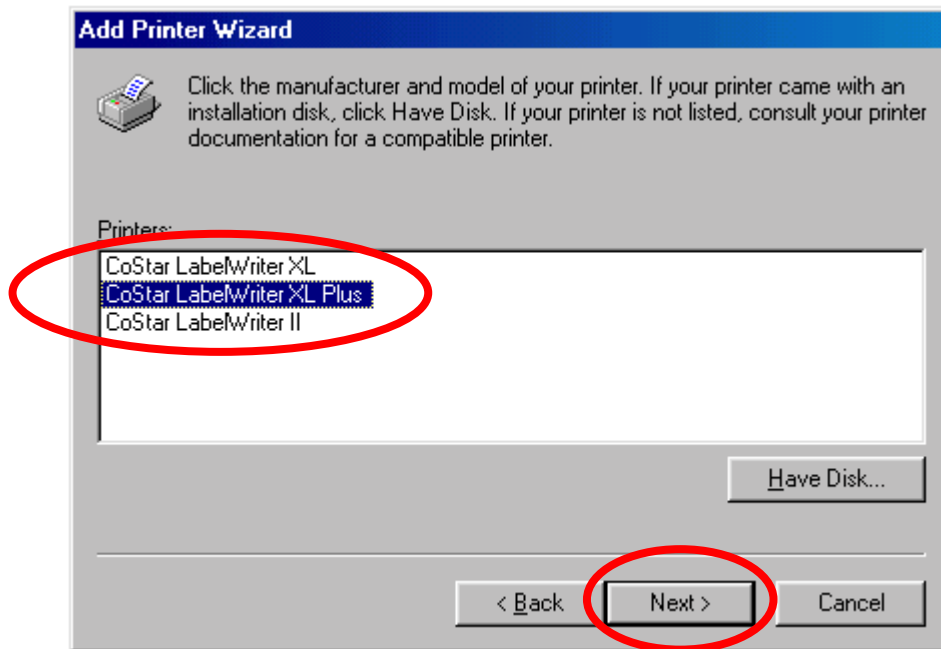 Add Printer Wizard
Click the manufacturer and model of your printer. If your printer came with an
installation disk, click Have Disk. If your printer is not listed, consult your printer
documentation for a compatible printer.
Printers:
CoStar LabelWriter XL
CoStar LabelWriter XL Plus
CoStar LabelWriter II
Have Disk...
< Back
Next >
Cancel